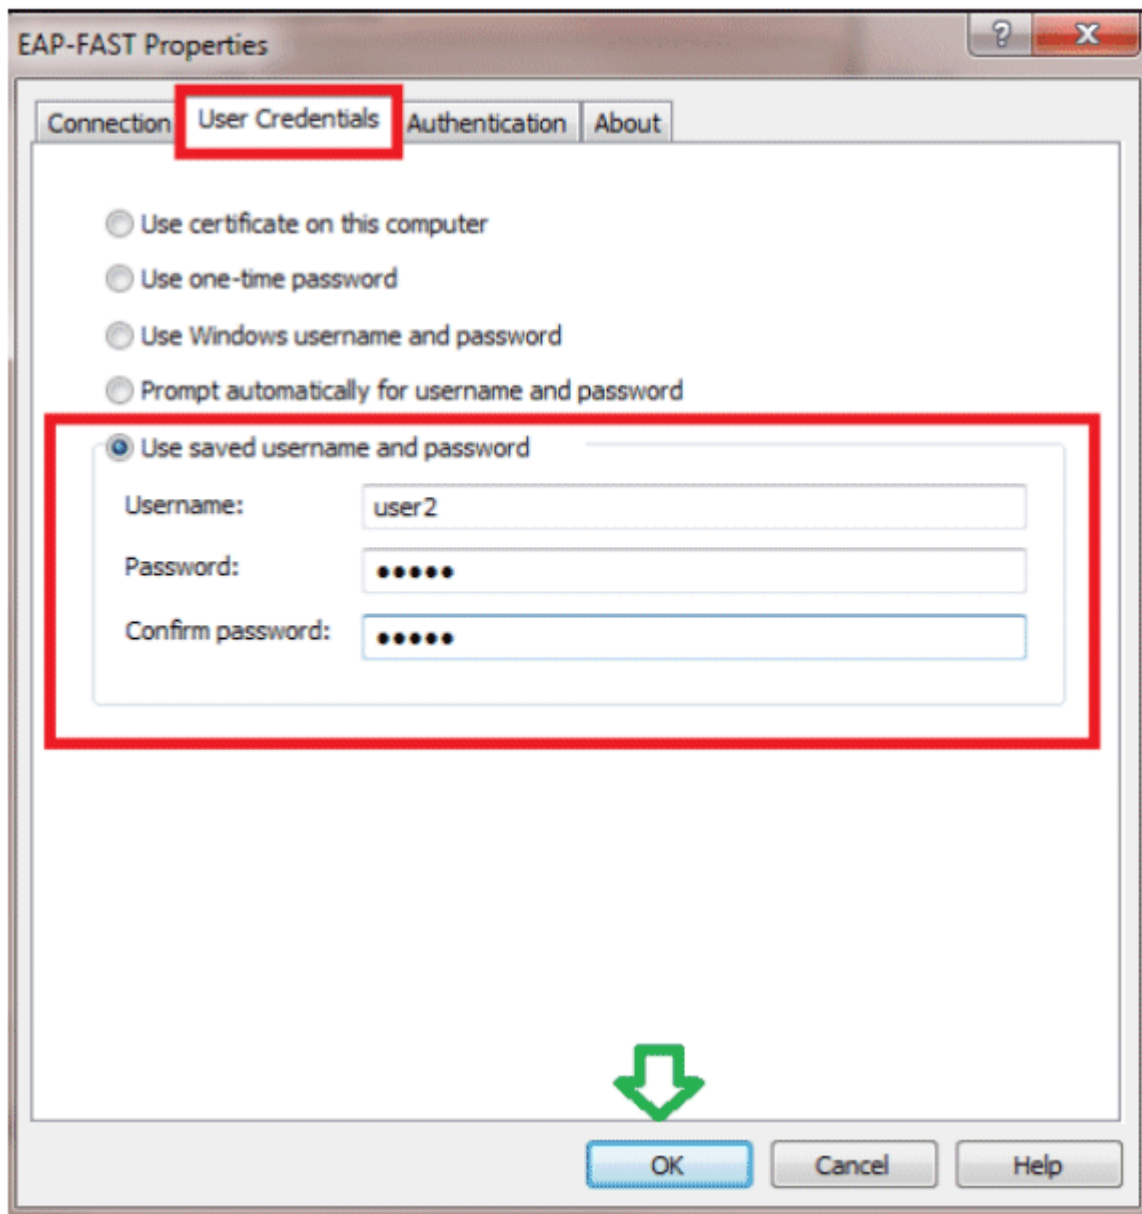 EAP-FAST Properties
?
X
Connection User Credentials Authentication About
Use certificate on this computer
Use one-time password
Use Windows username and password
Prompt automatically for username and password
Use saved username and password
Username: user2
Password: •••••
Confirm password: •••••
OK Cancel Help